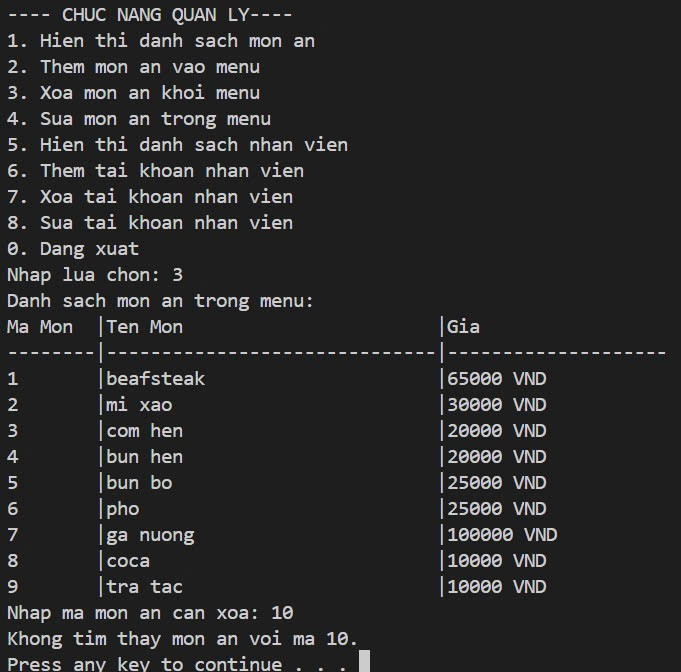 ---- CHUC NANG QUAN LY----
1. Hien thi danh sach mon an
2. Them mon an vao menu
3. Xoa mon an khoi menu
4. Sua mon an trong menu
5. Hien thi danh sach nhan vien
6. Them tai khoan nhan vien
7. Xoa tai khoan nhan vien
8. Sua tai khoan nhan vien
0. Dang xuat
Nhap lua chon: 3
Danh sach mon an trong menu:
Ma Mon  |Ten Mon                       |Gia
--------|------------------------------|--------------------
1       |beafsteak                     |65000 VND
2       |mi xao                        |30000 VND
3       |com hen                       |20000 VND
4       |bun hen                       |20000 VND
5       |bun bo                        |25000 VND
6       |pho                           |25000 VND
7       |ga nuong                      |100000 VND
8       |coca                          |10000 VND
9       |tra tac                       |10000 VND
Nhap ma mon an can xoa: 10
Khong tim thay mon an voi ma 10.
Press any key to continue . . .